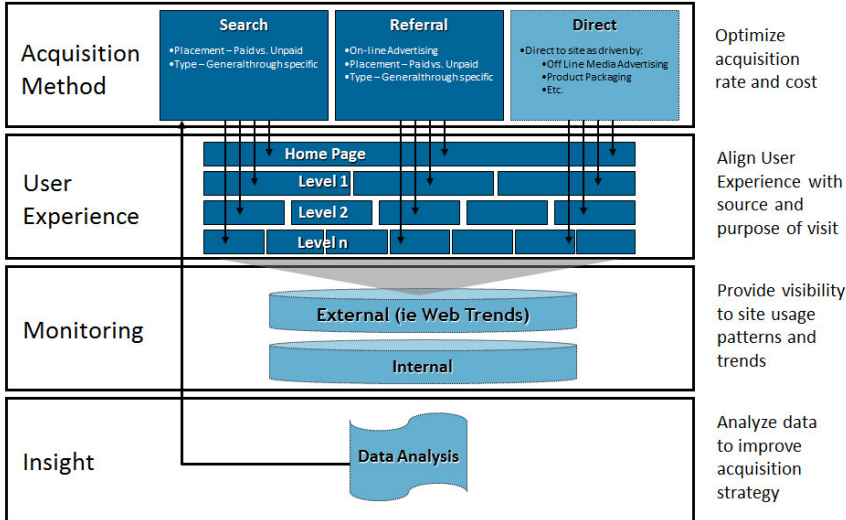 Acquisition
Method
Search
•Placement – Paid vs. Unpaid
•Type – General through specific
Referral
•On-line Advertising
•Placement – Paid vs. Unpaid
•Type – General through specific
Direct
•Direct to site as driven by:
•Off Line Media Advertising
•Product Packaging
•Etc.
Optimize
acquisition
rate and cost
User
Experience
Home Page
Level 1
Level 2
Level n
Align User
Experience with
source and
purpose of visit
Monitoring
External (ie Web Trends)
Internal
Provide visibility
to site usage
patterns and
trends
Insight
Data Analysis
Analyze data
to improve
acquisition
strategy